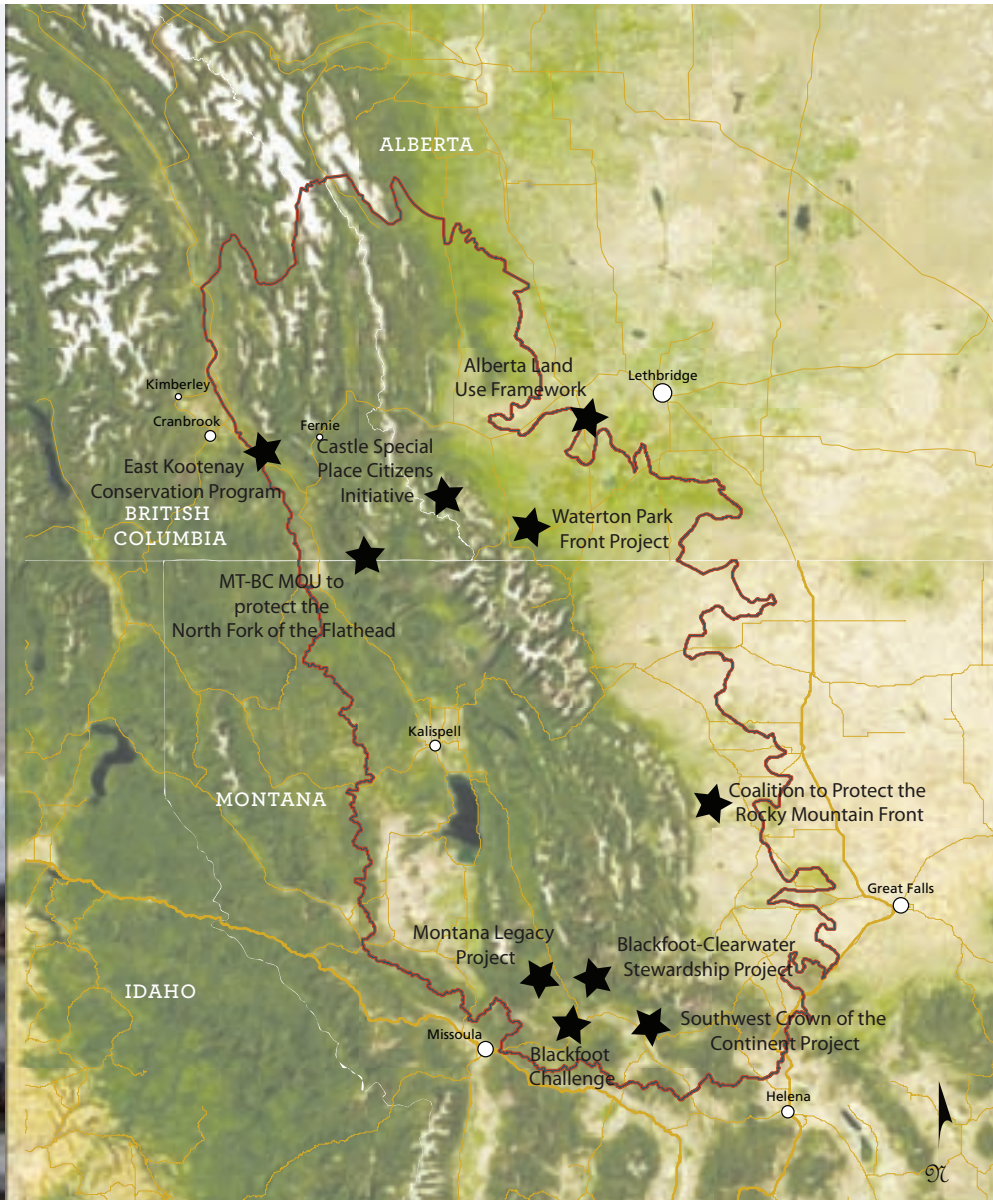 ALBERTA
Alberta Land
Use Framework
Lethbridge
Kimberley
Cranbrook
Fernie
Castle Special
Place Citizens
Initiative
East Kootenay
Conservation Program
BRITISH
COLUMBIA
Waterton Park
Front Project
MT-BC MOU to
protect the
North Fork of the Flathead
Kalispell
MONTANA
Coalition to Protect the
Rocky Mountain Front
Great Falls
Montana Legacy
Project
Blackfoot-Clearwater
Stewardship Project
IDAHO
Southwest Crown of the
Continent Project
Missoula
Blackfoot
Challenge
Helena
N